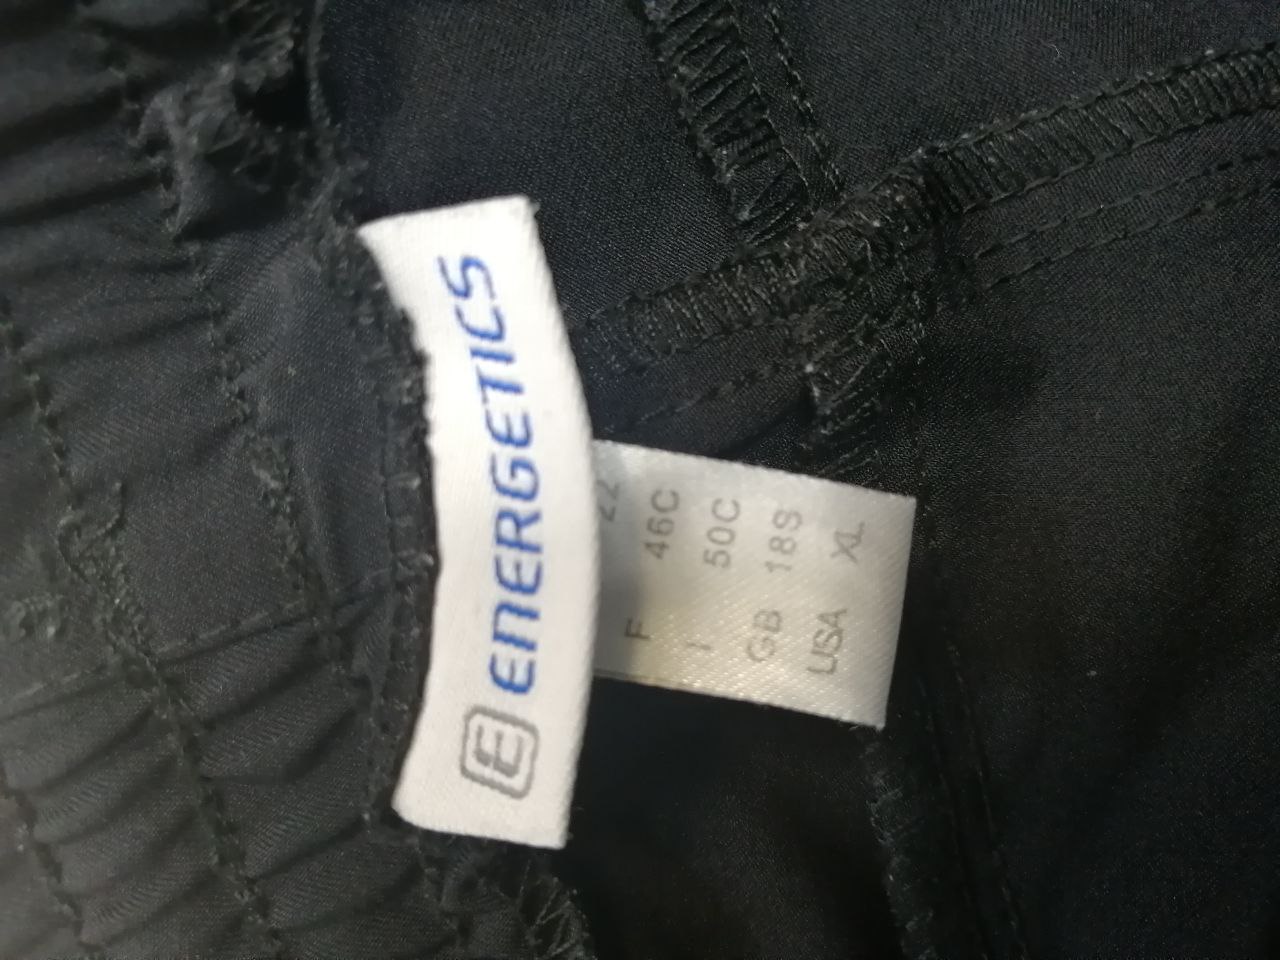 E ENERGETICS
22
F 46C
I 50C
GB 18S
USA XL